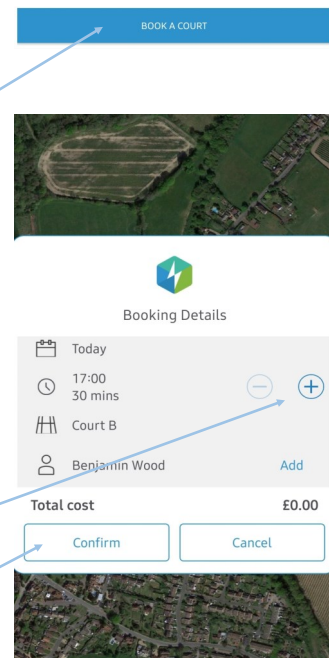 BOOK A COURT
Booking Details
Today
17:00
30 mins
Court B
Benjamin Wood Add
Total cost £0.00
Confirm Cancel